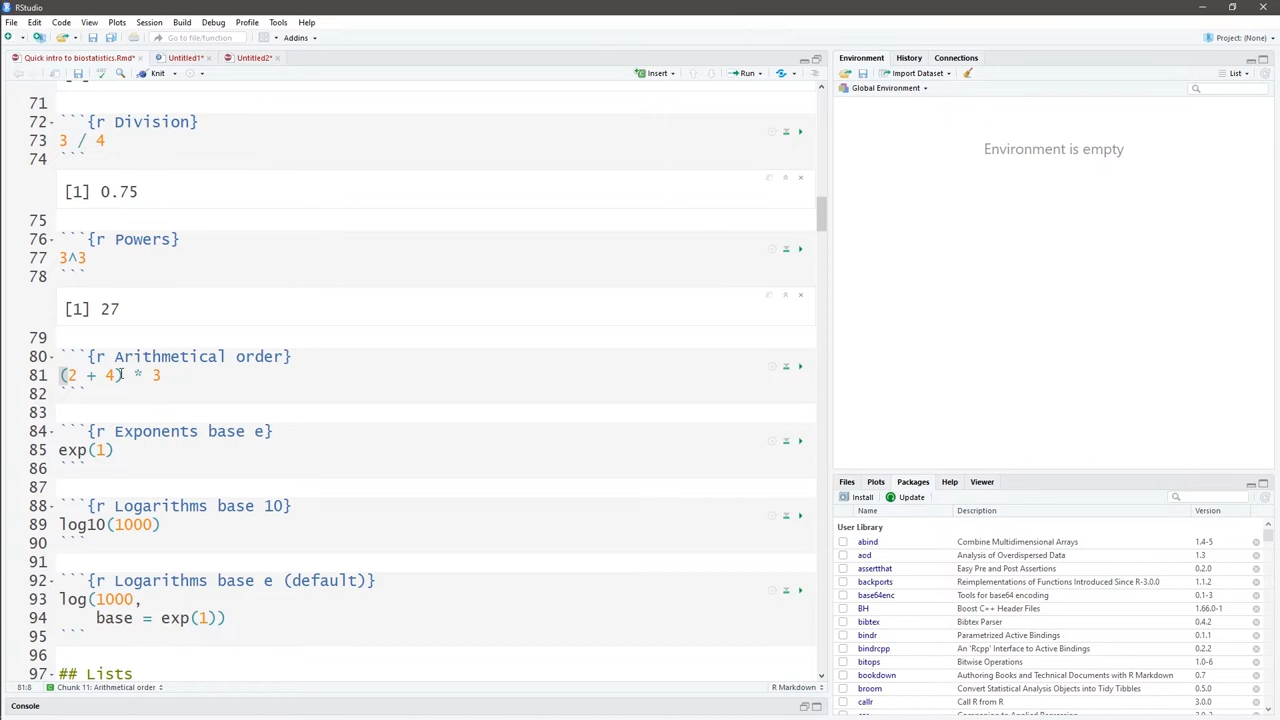 RStudio
File Edit Code View Plots Session Build Debug Profile Tools Help
Go to file/function Addins Project: (None)
Quick intro to biostatistics.Rmd* Untitled1* Untitled2*
Knit Insert Run
71
72 ```{r Division}
73 3 / 4
74 ```
[1] 0.75
75
76 ```{r Powers}
77 3^3
78 ```
[1] 27
79
80 ```{r Arithmetical order}
81 (2 + 4) * 3
82 ```
83
84 ```{r Exponents base e}
85 exp(1)
86 ```
87
88 ```{r Logarithms base 10}
89 log10(1000)
90 ```
91
92 ```{r Logarithms base e (default)}
93 log(1000,
94 base = exp(1))
95 ```
96
97 ## Lists
81:8 Chunk 11: Arithmetical order R Markdown
Console
Environment History Connections
Import Dataset List
Global Environment
Environment is empty
Files Plots Packages Help Viewer
Install Update
Name Description Version
User Library
abind Combine Multidimensional Arrays 1.4-5
aod Analysis of Overdispersed Data 1.3
assertthat Easy Pre and Post Assertions 0.2.0
backports Reimplementations of Functions Introduced Since R-3.0.0 1.1.2
base64enc Tools for base64 encoding 0.1-3
BH Boost C++ Header Files 1.66.0-1
bibtex Bibtex Parser 0.4.2
bindr Parametrized Active Bindings 0.1.1
bindrcpp An 'Rcpp' Interface to Active Bindings 0.2.2
bitops Bitwise Operations 1.0-6
bookdown Authoring Books and Technical Documents with R Markdown 0.7
broom Convert Statistical Analysis Objects into Tidy Tibbles 0.5.0
callr Call R from R 3.0.0